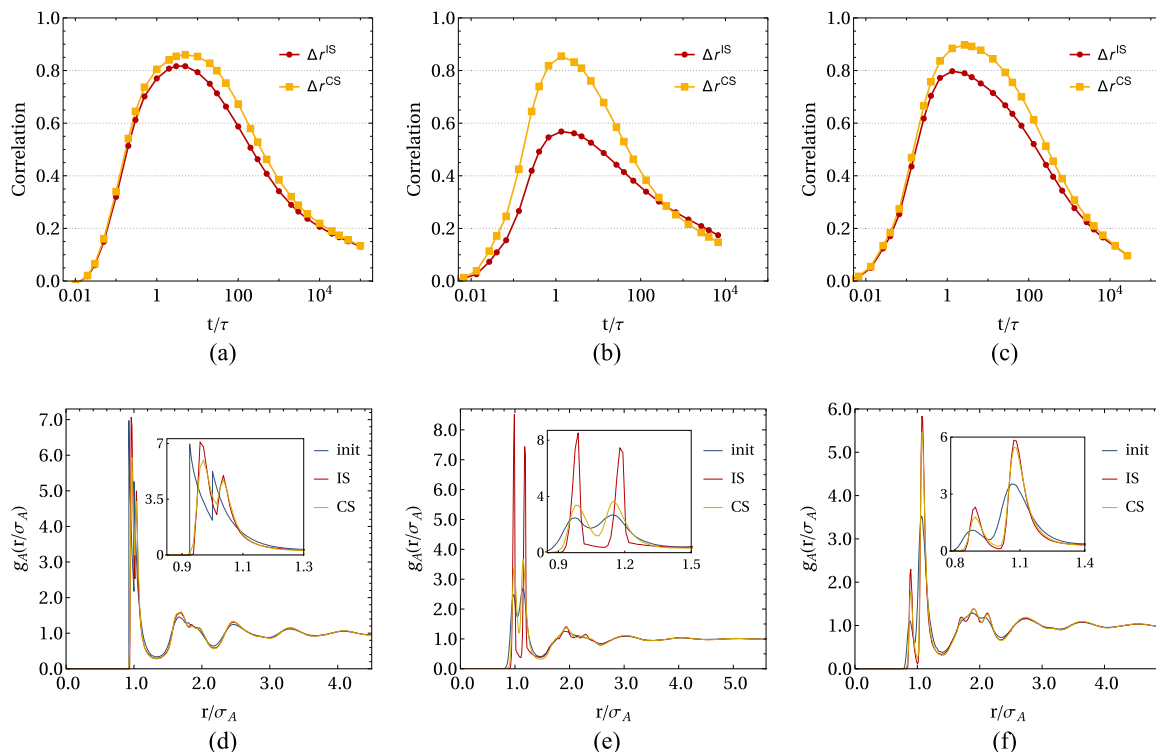 1.0
0.8
0.6
0.4
0.2
0.0
Correlation
Δr^IS
Δr^CS
0.01 1 100 10^4
t/τ
(a)
1.0
0.8
0.6
0.4
0.2
0.0
Correlation
Δr^IS
Δr^CS
0.01 1 100 10^4
t/τ
(b)
1.0
0.8
0.6
0.4
0.2
0.0
Correlation
Δr^IS
Δr^CS
0.01 1 100 10^4
t/τ
(c)
7.0
6.0
5.0
4.0
3.0
2.0
1.0
0.0
g_A(r/σ_A)
7
3.5
0
0.9 1.1 1.3
init
IS
CS
0.0 1.0 2.0 3.0 4.0
r/σ_A
(d)
8.0
7.0
6.0
5.0
4.0
3.0
2.0
1.0
0.0
g_A(r/σ_A)
8
4
0
0.9 1.2 1.5
init
IS
CS
0.0 1.0 2.0 3.0 4.0 5.0
r/σ_A
(e)
6.0
5.0
4.0
3.0
2.0
1.0
0.0
g_A(r/σ_A)
6
3
0
0.8 1.1 1.4
init
IS
CS
0.0 1.0 2.0 3.0 4.0
r/σ_A
(f)